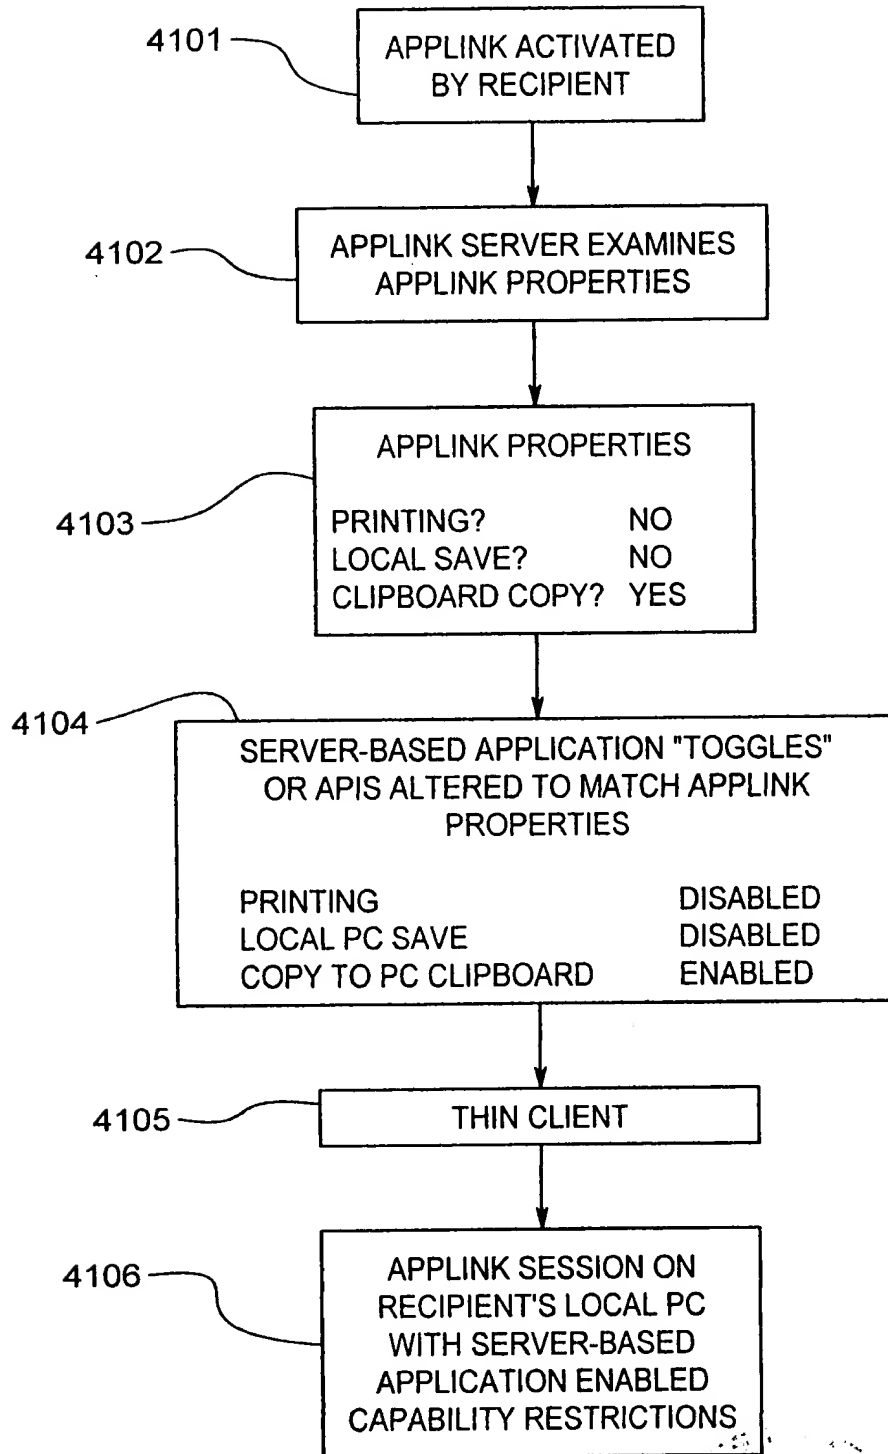 4101
APPLINK ACTIVATED
BY RECIPIENT
4102
APPLINK SERVER EXAMINES
APPLINK PROPERTIES
4103
APPLINK PROPERTIES
PRINTING? NO
LOCAL SAVE? NO
CLIPBOARD COPY? YES
4104
SERVER-BASED APPLICATION "TOGGLES"
OR APIS ALTERED TO MATCH APPLINK
PROPERTIES
PRINTING DISABLED
LOCAL PC SAVE DISABLED
COPY TO PC CLIPBOARD ENABLED
4105
THIN CLIENT
4106
APPLINK SESSION ON
RECIPIENT'S LOCAL PC
WITH SERVER-BASED
APPLICATION ENABLED
CAPABILITY RESTRICTIONS